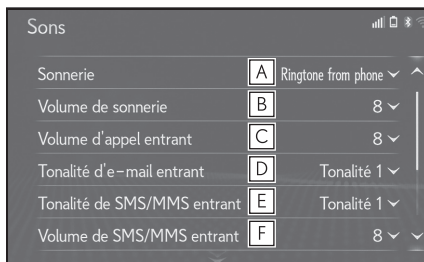 Sons
Sonnerie A Ringtone from phone
Volume de sonnerie B 8
Volume d'appel entrant C 8
Tonalité d'e-mail entrant D Tonalité 1
Tonalité de SMS/MMS entrant E Tonalité 1
Volume de SMS/MMS entrant F 8